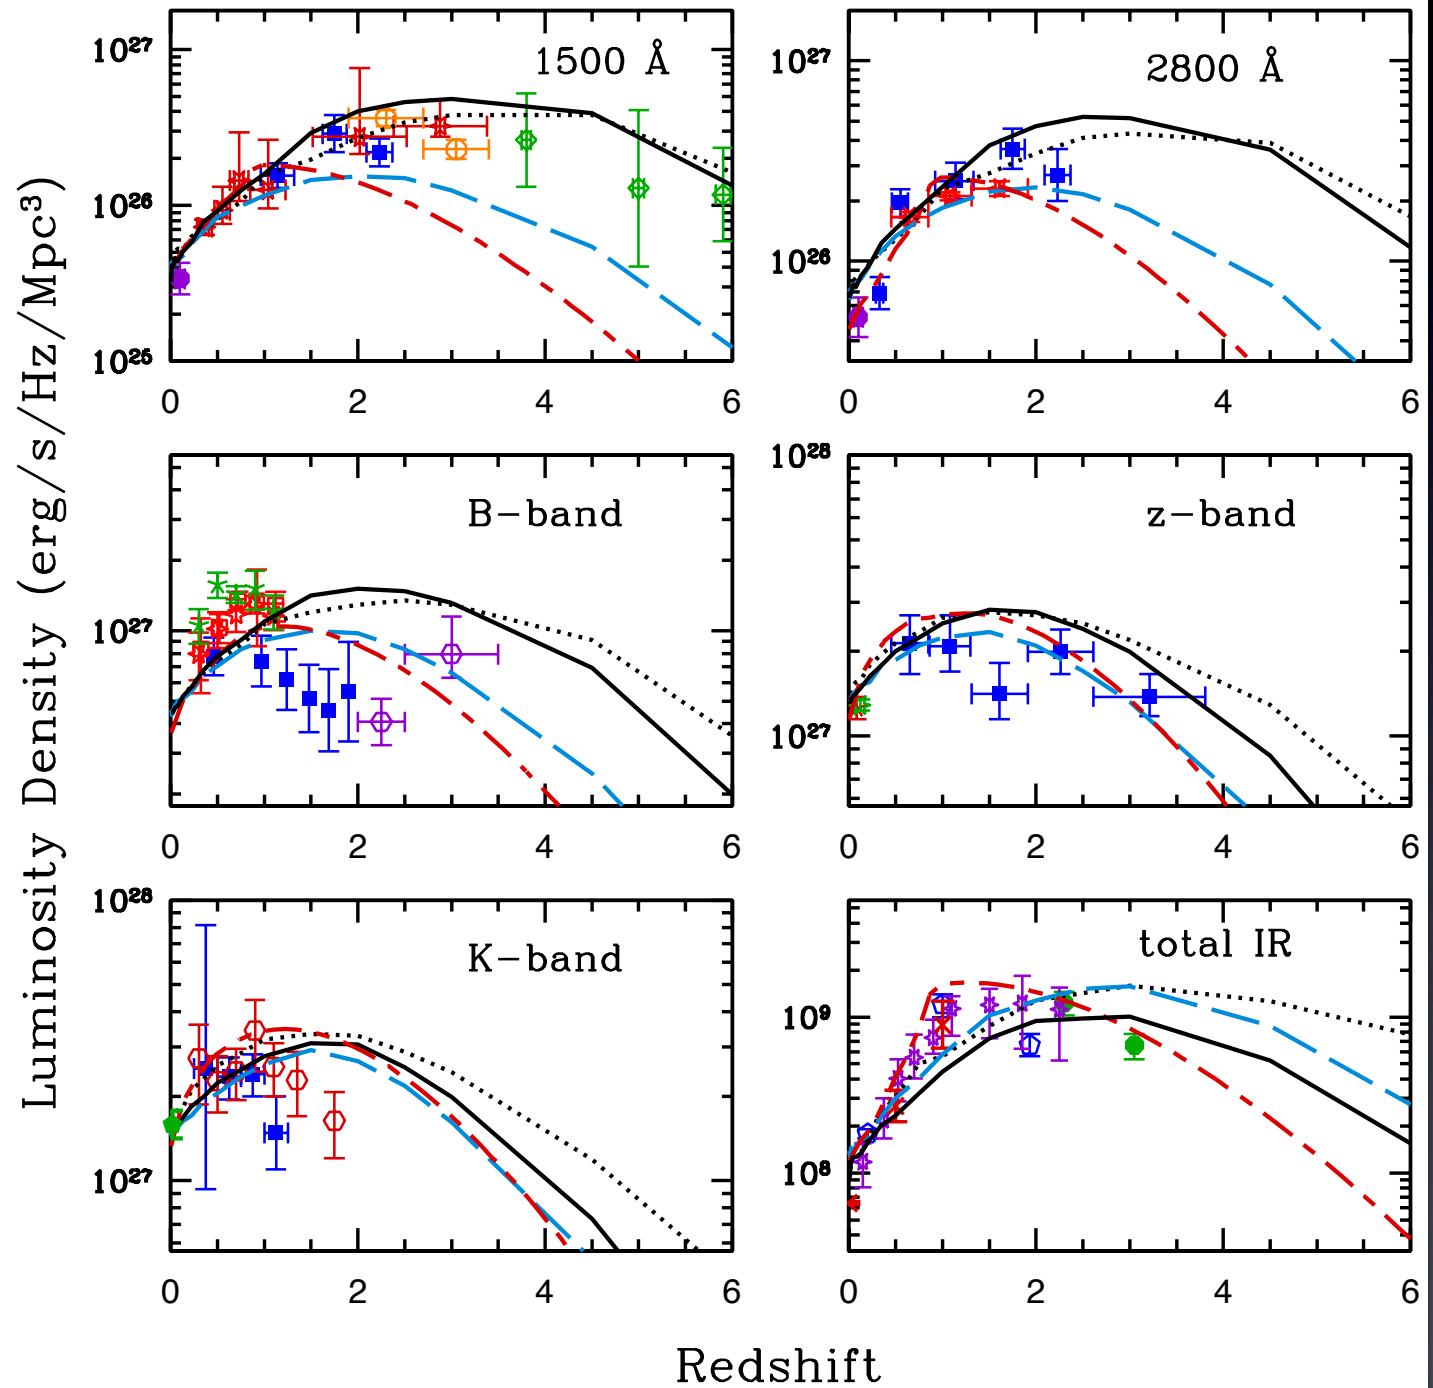 Luminosity Density (erg/s/Hz/Mpc³)
10²⁷
10²⁶
10²⁵
1500 Å
0 2 4 6
10²⁷
10²⁶
2800 Å
0 2 4 6
10²⁷
B-band
0 2 4 6
10²⁸
10²⁷
z-band
0 2 4 6
10²⁸
10²⁷
K-band
0 2 4 6
10⁹
10⁸
total IR
0 2 4 6
Redshift